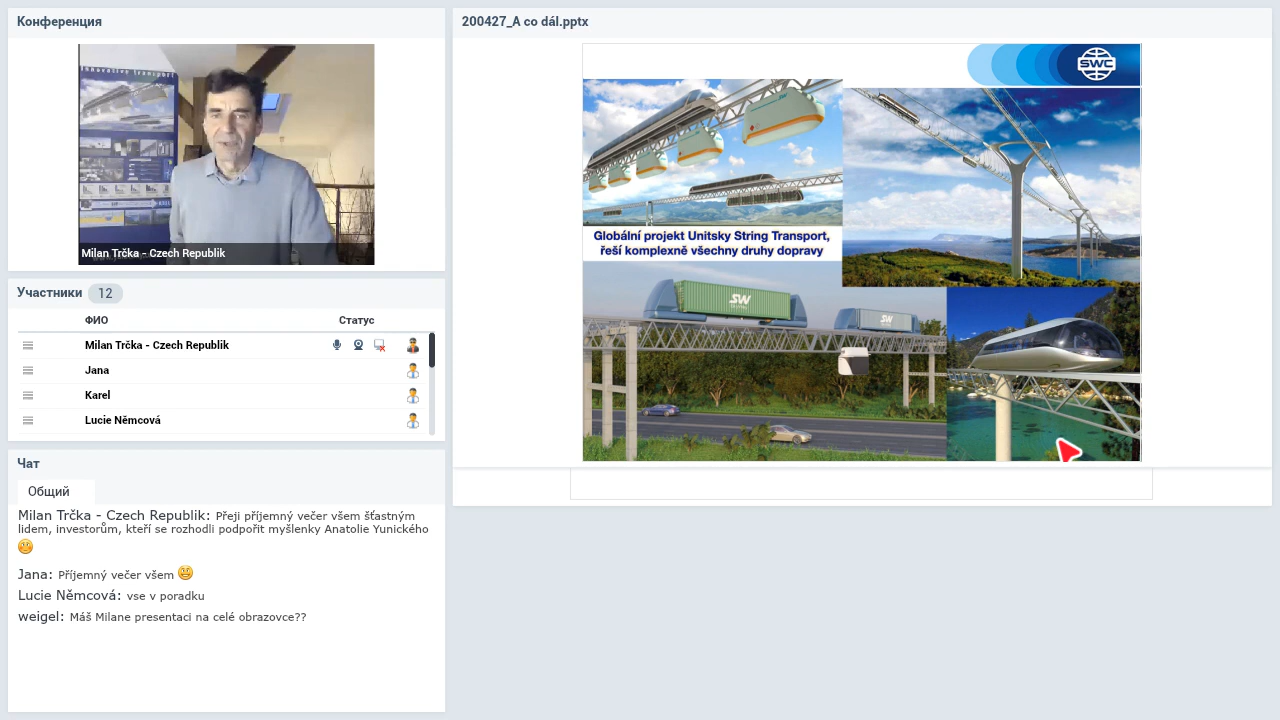 Конференция
Innovative transport
Milan Trčka - Czech Republik
Участники 12
ФИО Статус
Milan Trčka - Czech Republik
Jana
Karel
Lucie Němcová
Чат
Общий
Milan Trčka - Czech Republik: Přeji příjemný večer všem šťastným
lidem, investorům, kteří se rozhodli podpořit myšlenky Anatolie Yunického
Jana: Příjemný večer všem
Lucie Němcová: vse v poradku
weigel: Máš Milane presentaci na celé obrazovce??
200427_A co dál.pptx
SWC
Globální projekt Unitsky String Transport,
řeší komplexně všechny druhy dopravy
SW
SW